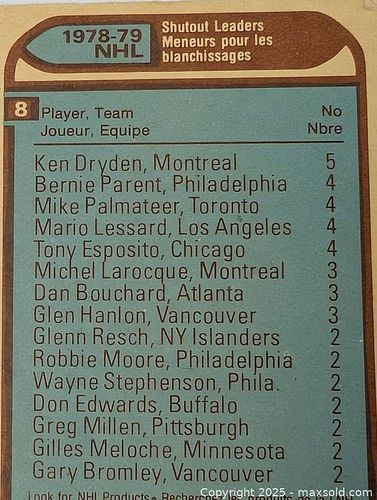 1978-79
NHL
Shutout Leaders
Meneurs pour les
blanchissages
8
Player, Team No
Joueur, Equipe Nbre
Ken Dryden, Montreal 5
Bernie Parent, Philadelphia 4
Mike Palmateer, Toronto 4
Mario Lessard, Los Angeles 4
Tony Esposito, Chicago 4
Michel Larocque, Montreal 3
Dan Bouchard, Atlanta 3
Glen Hanlon, Vancouver 3
Glenn Resch, NY Islanders 2
Robbie Moore, Philadelphia 2
Wayne Stephenson, Phila. 2
Don Edwards, Buffalo 2
Greg Millen, Pittsburgh 2
Gilles Meloche, Minnesota 2
Gary Bromley, Vancouver 2
Look for NHL Products•
Copyright 2025 - maxsold.com